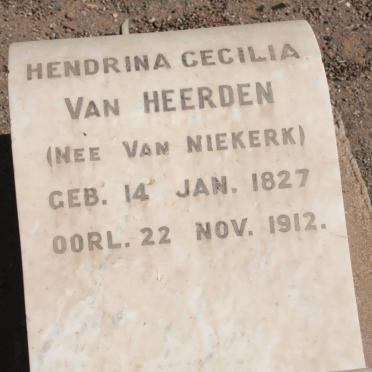 HENDRINA CECILIA
VAN HEERDEN
(NEE VAN NIEKERK)
GEB. 14 JAN. 1827
OORL. 22 NOV. 1912.